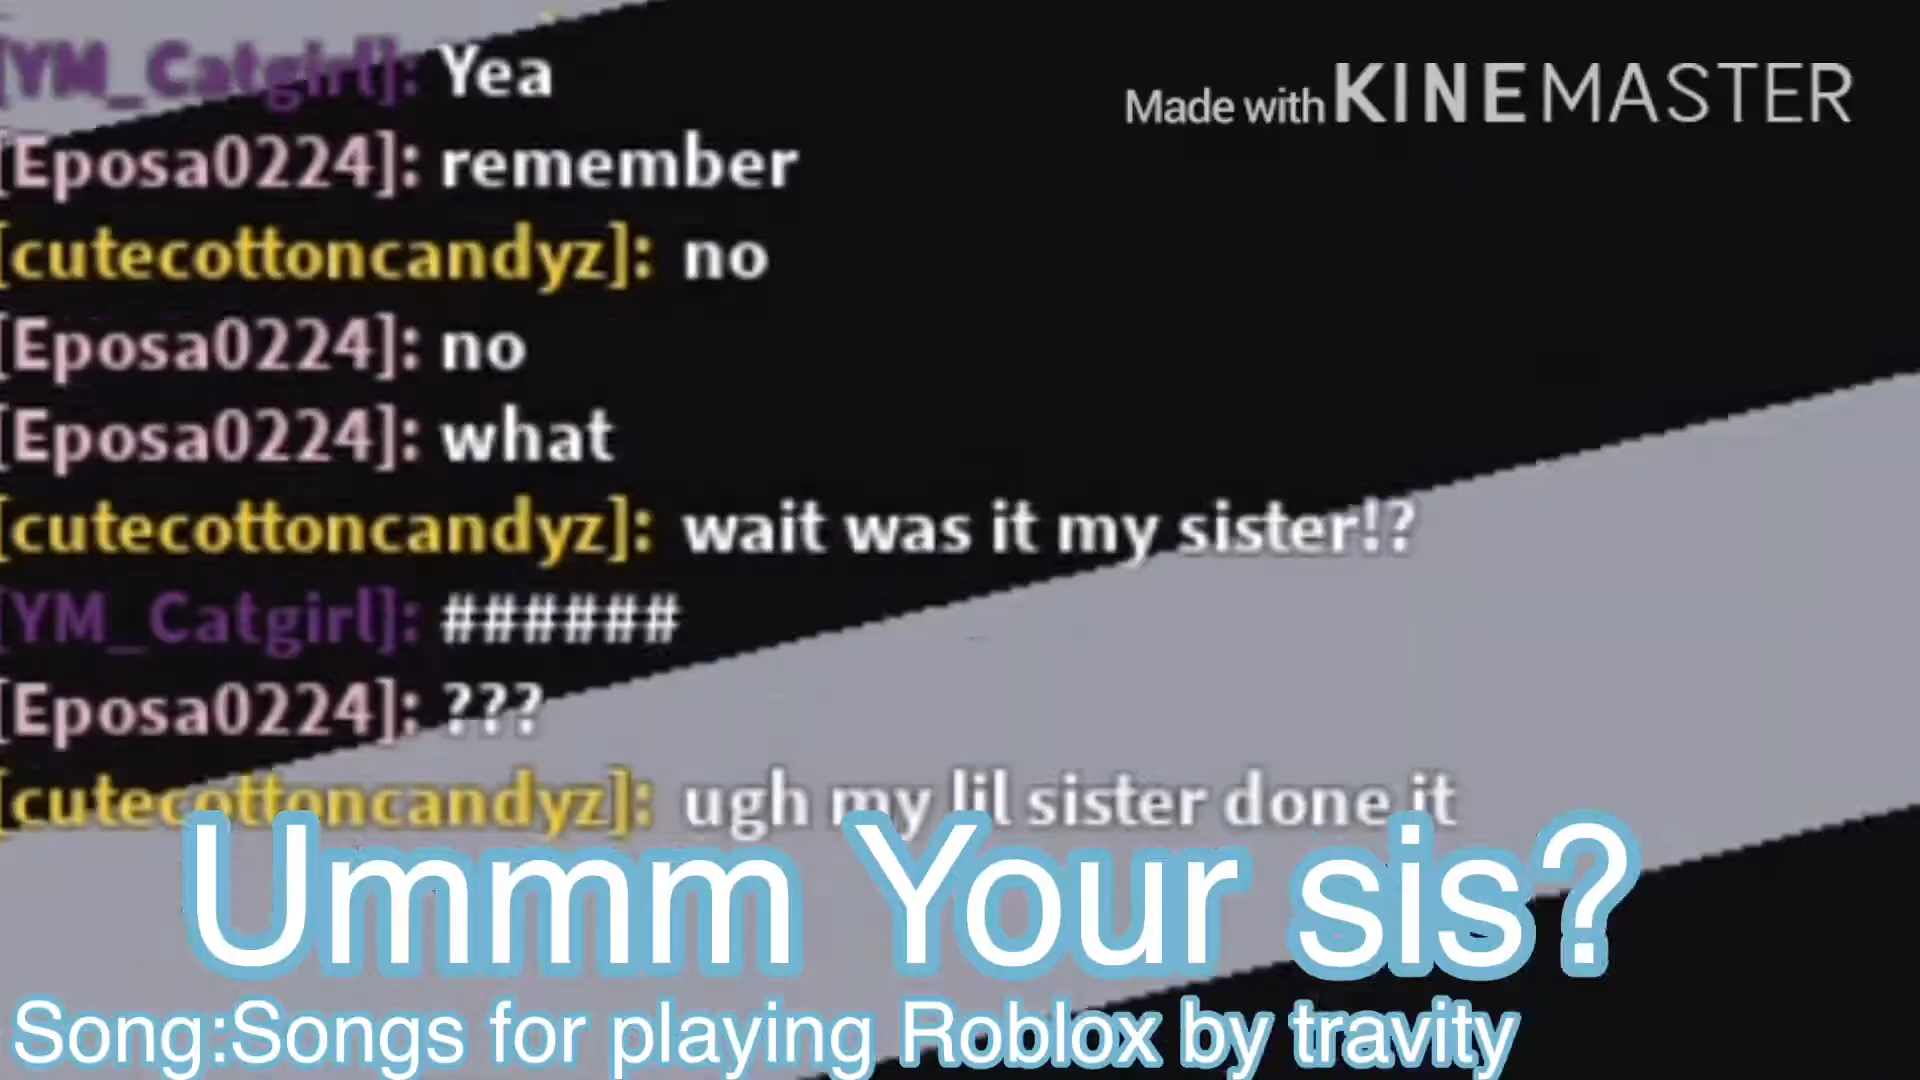 [YM_Catgirl]: Yea
Made with KINEMASTER
[Eposa0224]: remember
[cutecottoncandyz]: no
[Eposa0224]: no
[Eposa0224]: what
[cutecottoncandyz]: wait was it my sister!?
[YM_Catgirl]: ######
[Eposa0224]: ???
[cutecottoncandyz]: ugh my lil sister done it
Ummm Your sis?
Song:Songs for playing Roblox by travity